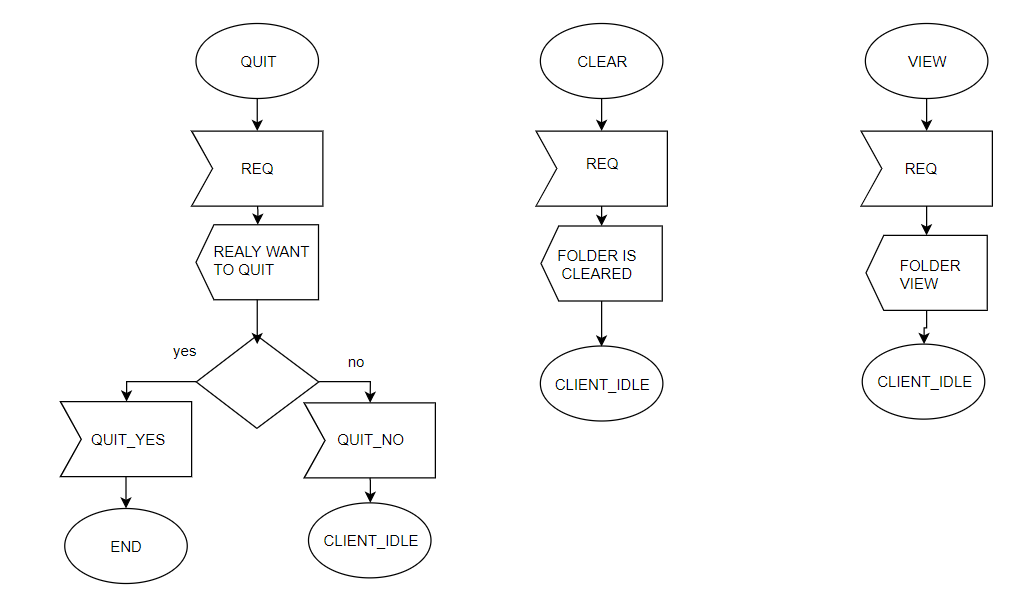 QUIT
REQ
REALY WANT
TO QUIT
yes
no
QUIT_YES
QUIT_NO
END
CLIENT_IDLE
CLEAR
REQ
FOLDER IS
CLEARED
CLIENT_IDLE
VIEW
REQ
FOLDER
VIEW
CLIENT_IDLE